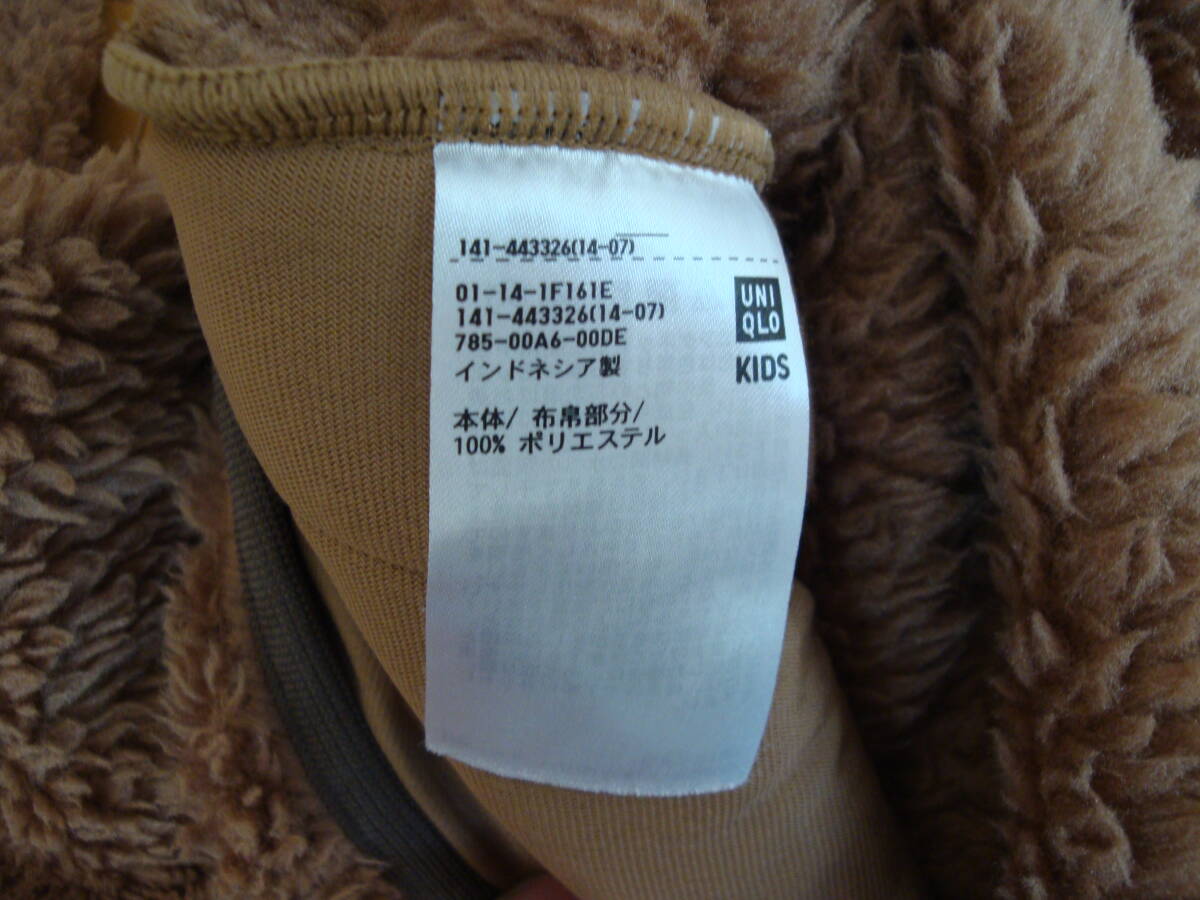 141-443326(14-07)
01-14-1F161E
141-443326(14-07)
785-00A6-00DE
インドネシア製
本体/ 布帛部分/
100% ポリエステル
UNI
QLO
KIDS